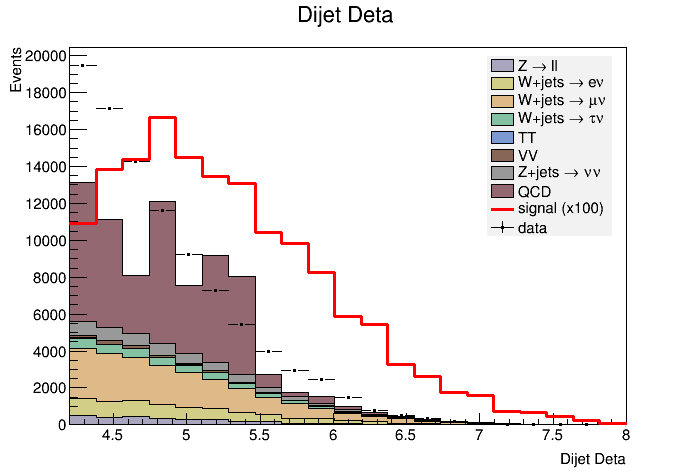 Dijet Deta
Events
20000
18000
16000
14000
12000
10000
8000
6000
4000
2000
0
4.5 5 5.5 6 6.5 7 7.5 8
Dijet Deta
Z → ll
W+jets → eν
W+jets → μν
W+jets → τν
TT
VV
Z+jets → νν
QCD
signal (x100)
data